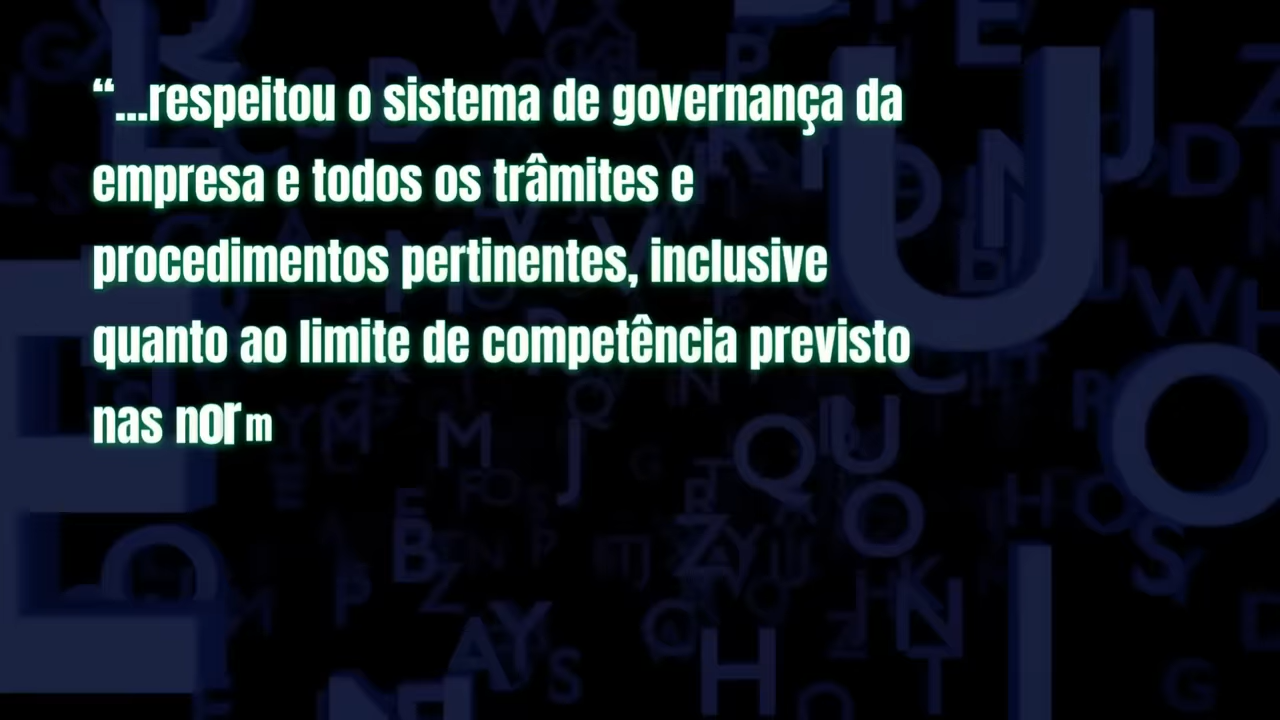 “...respeitou o sistema de governança da
empresa e todos os trâmites e
procedimentos pertinentes, inclusive
quanto ao limite de competência previsto
nas norm